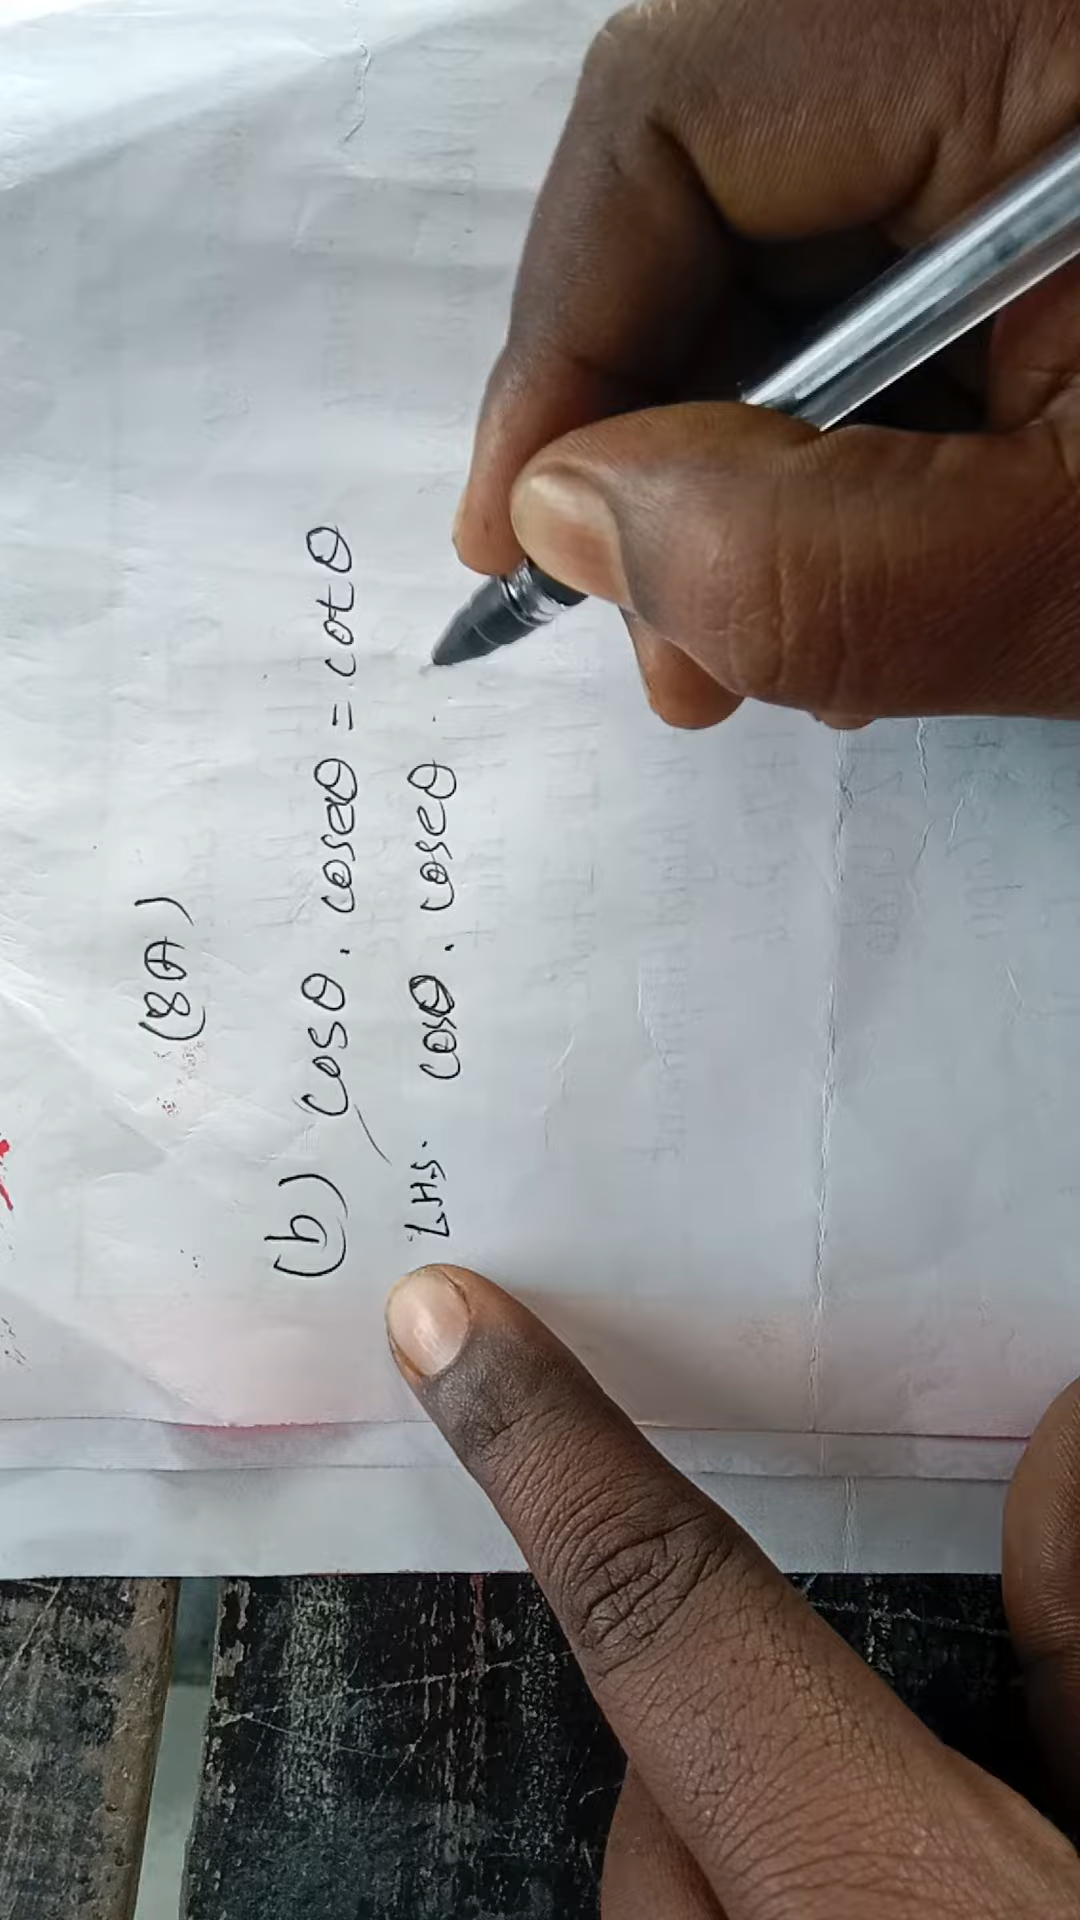 (8A)
(b) cosθ . cosecθ = cotθ
LHS. cosθ . cosecθ